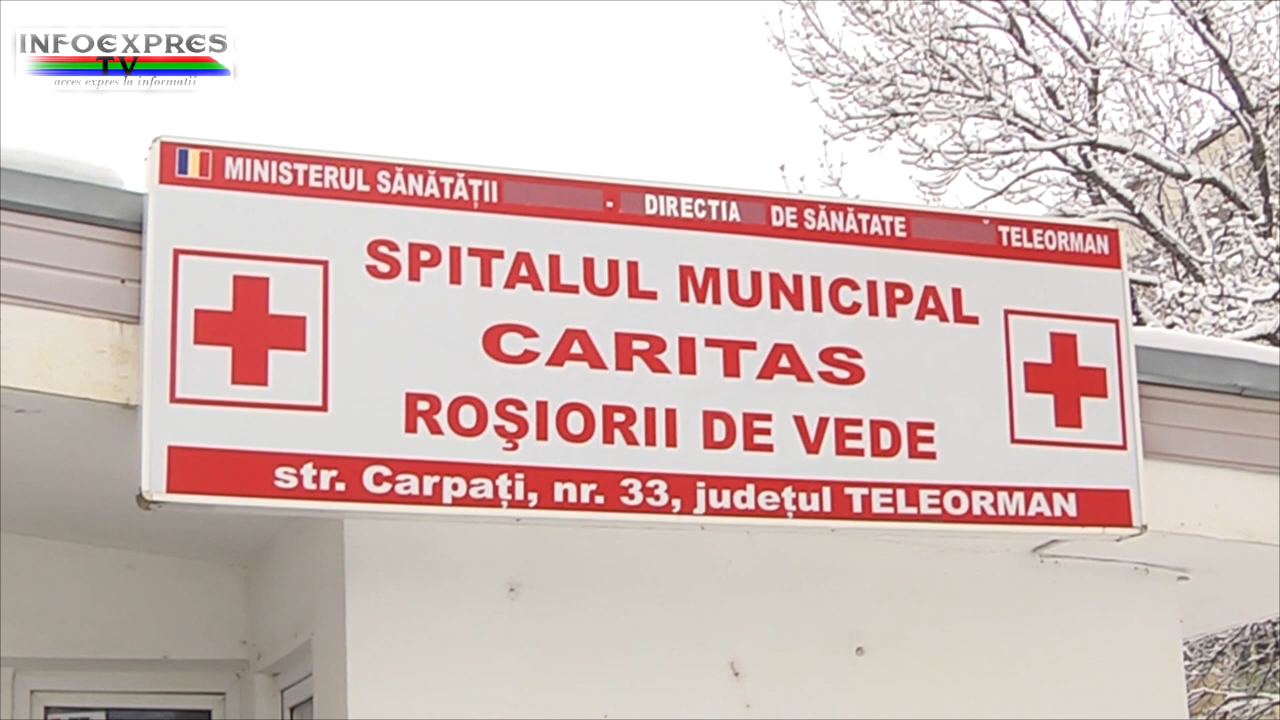 INFOEXPRES
TV
acces expres la informatii
MINISTERUL SĂNĂTĂȚII - DIRECTIA DE SĂNĂTATE TELEORMAN
SPITALUL MUNICIPAL
CARITAS
ROŞIORII DE VEDE
str. Carpați, nr. 33, județul TELEORMAN